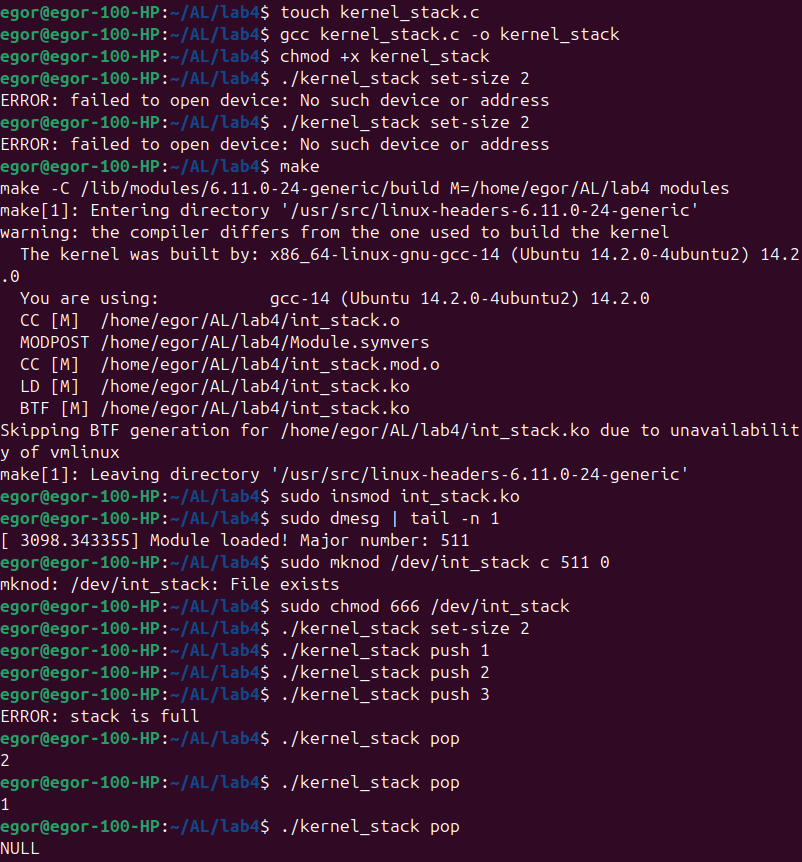 egor@egor-100-HP:~/AL/lab4$ touch kernel_stack.c
egor@egor-100-HP:~/AL/lab4$ gcc kernel_stack.c -o kernel_stack
egor@egor-100-HP:~/AL/lab4$ chmod +x kernel_stack
egor@egor-100-HP:~/AL/lab4$ ./kernel_stack set-size 2
ERROR: failed to open device: No such device or address
egor@egor-100-HP:~/AL/lab4$ ./kernel_stack set-size 2
ERROR: failed to open device: No such device or address
egor@egor-100-HP:~/AL/lab4$ make
make -C /lib/modules/6.11.0-24-generic/build M=/home/egor/AL/lab4 modules
make[1]: Entering directory '/usr/src/linux-headers-6.11.0-24-generic'
warning: the compiler differs from the one used to build the kernel
  The kernel was built by: x86_64-linux-gnu-gcc-14 (Ubuntu 14.2.0-4ubuntu2) 14.2
.0
  You are using:           gcc-14 (Ubuntu 14.2.0-4ubuntu2) 14.2.0
  CC [M]  /home/egor/AL/lab4/int_stack.o
  MODPOST /home/egor/AL/lab4/Module.symvers
  CC [M]  /home/egor/AL/lab4/int_stack.mod.o
  LD [M]  /home/egor/AL/lab4/int_stack.ko
  BTF [M] /home/egor/AL/lab4/int_stack.ko
Skipping BTF generation for /home/egor/AL/lab4/int_stack.ko due to unavailabilit
y of vmlinux
make[1]: Leaving directory '/usr/src/linux-headers-6.11.0-24-generic'
egor@egor-100-HP:~/AL/lab4$ sudo insmod int_stack.ko
egor@egor-100-HP:~/AL/lab4$ sudo dmesg | tail -n 1
[ 3098.343355] Module loaded! Major number: 511
egor@egor-100-HP:~/AL/lab4$ sudo mknod /dev/int_stack c 511 0
mknod: /dev/int_stack: File exists
egor@egor-100-HP:~/AL/lab4$ sudo chmod 666 /dev/int_stack
egor@egor-100-HP:~/AL/lab4$ ./kernel_stack set-size 2
egor@egor-100-HP:~/AL/lab4$ ./kernel_stack push 1
egor@egor-100-HP:~/AL/lab4$ ./kernel_stack push 2
egor@egor-100-HP:~/AL/lab4$ ./kernel_stack push 3
ERROR: stack is full
egor@egor-100-HP:~/AL/lab4$ ./kernel_stack pop
2
egor@egor-100-HP:~/AL/lab4$ ./kernel_stack pop
1
egor@egor-100-HP:~/AL/lab4$ ./kernel_stack pop
NULL